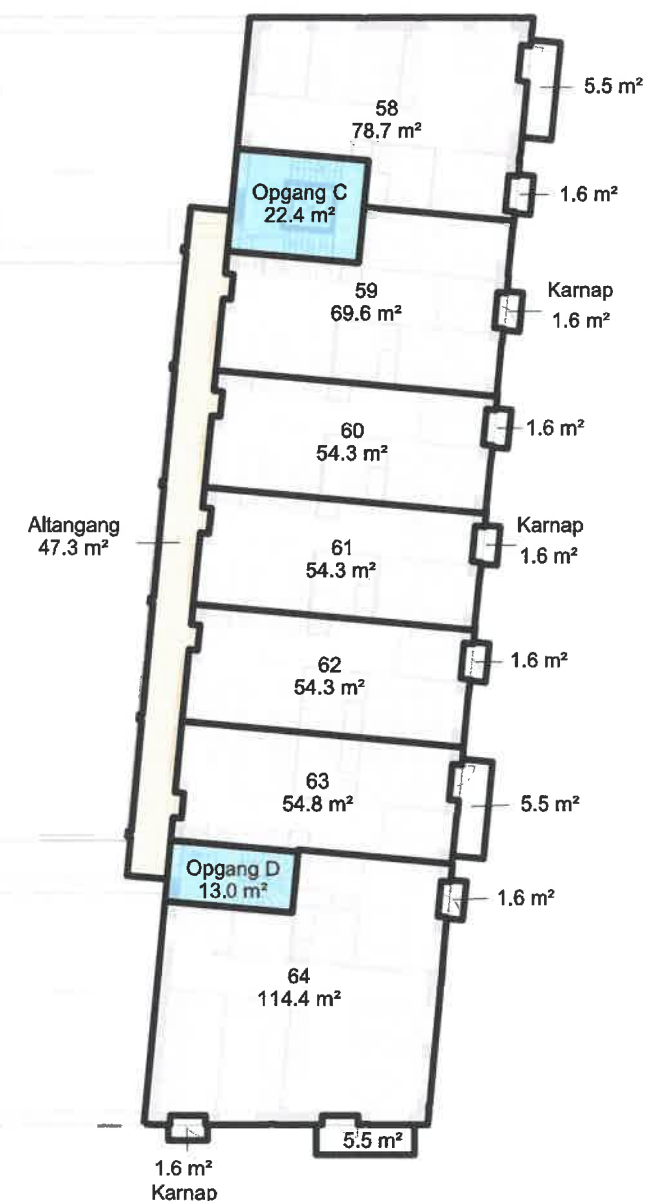 58
78.7 m²
5.5 m²
Opgang C
22.4 m²
1.6 m²
59
69.6 m²
Karnap
1.6 m²
60
54.3 m²
1.6 m²
Altangang
47.3 m²
61
54.3 m²
Karnap
1.6 m²
62
54.3 m²
1.6 m²
63
54.8 m²
5.5 m²
Opgang D
13.0 m²
1.6 m²
64
114.4 m²
5.5 m²
1.6 m²
Karnap